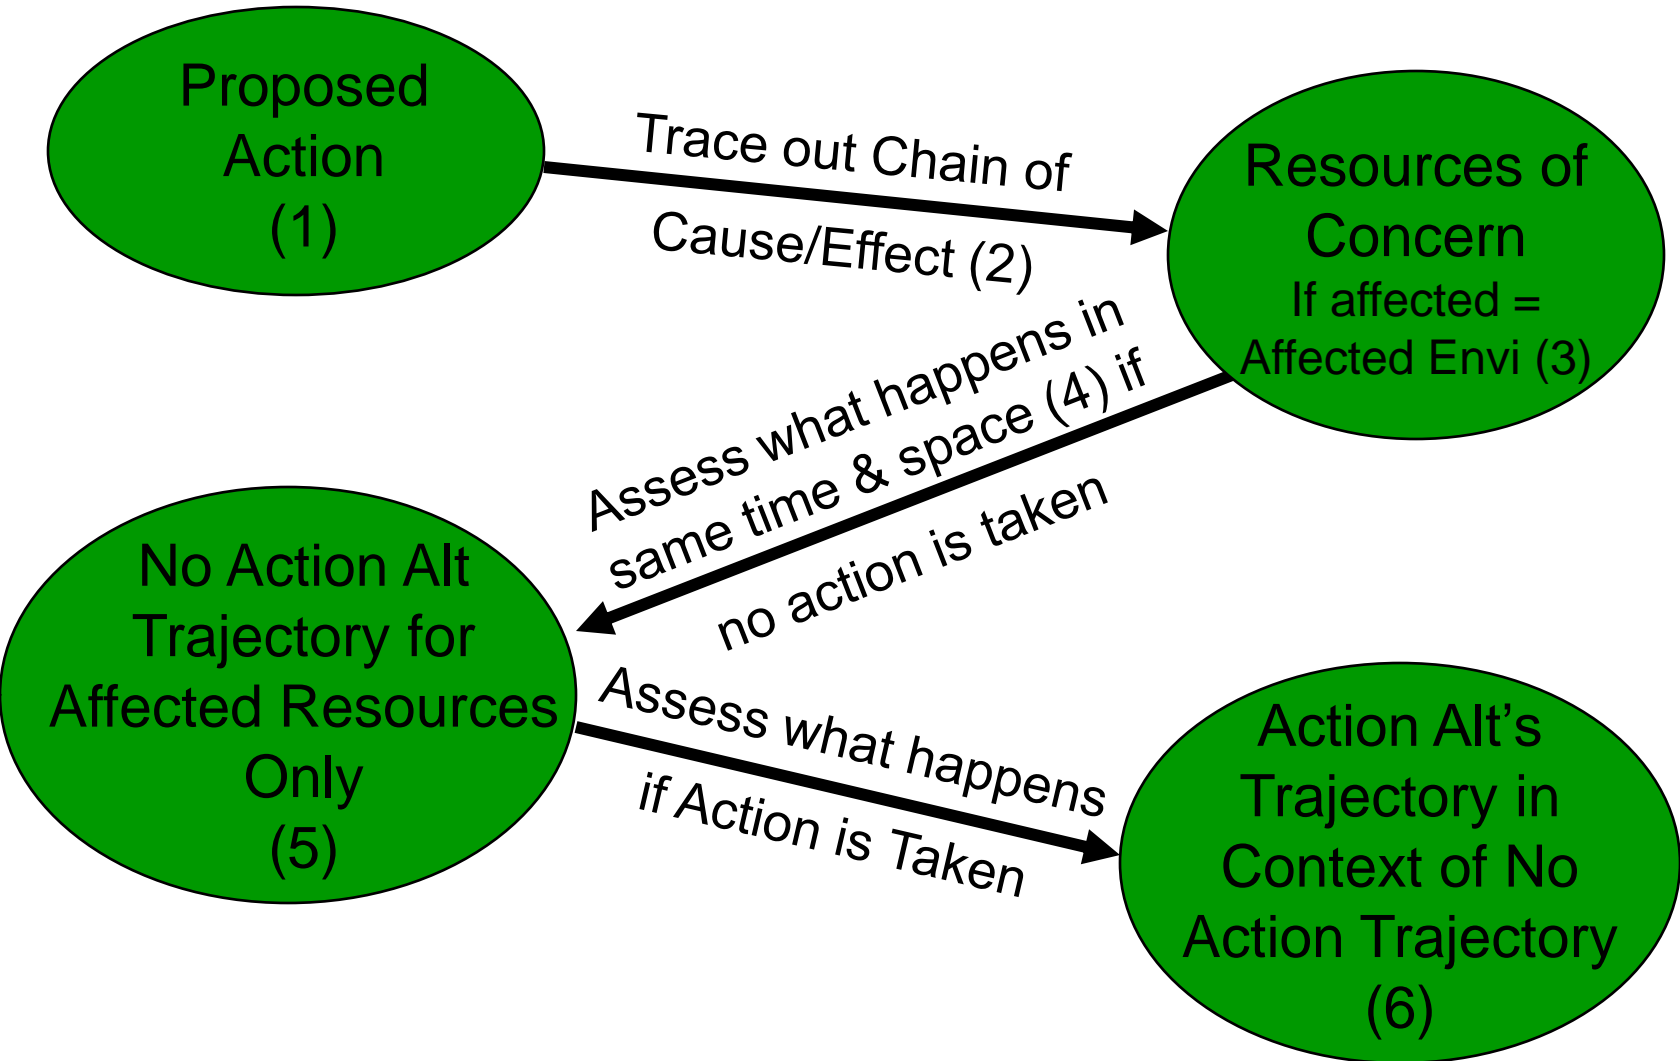 Proposed
Action
(1)
Trace out Chain of
Cause/Effect (2)
Resources of
Concern
If affected =
Affected Envi (3)
Assess what happens in
same time & space (4) if
no action is taken
No Action Alt
Trajectory for
Affected Resources
Only
(5)
Assess what happens
if Action is Taken
Action Alt’s
Trajectory in
Context of No
Action Trajectory
(6)